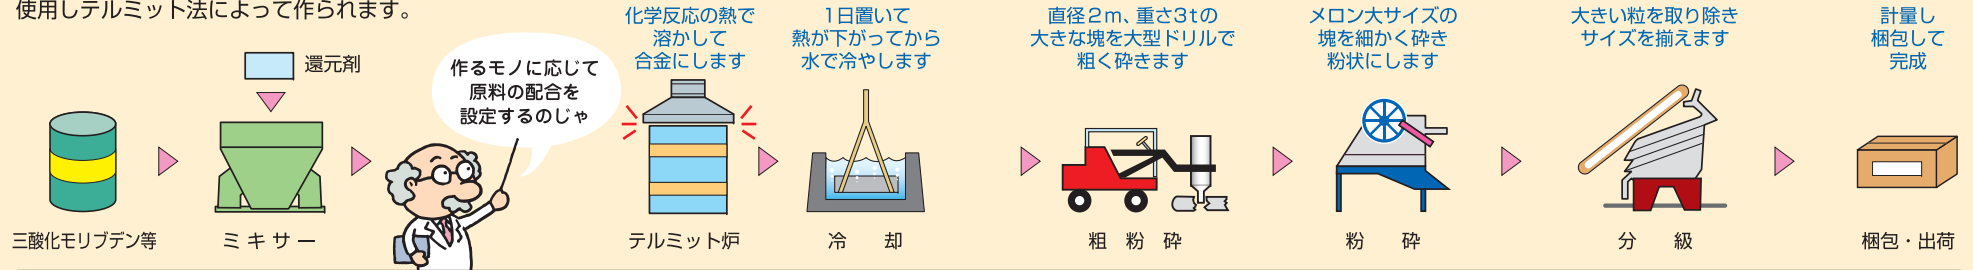 使用しテルミット法によって作られます。
還元剤
三酸化モリブデン等
ミキサー
作るモノに応じて
原料の配合を
設定するのじゃ
化学反応の熱で
溶かして
合金にします
テルミット炉
1日置いて
熱が下がってから
水で冷やします
冷却
直径2m、重さ3tの
大きな塊を大型ドリルで
粗く砕きます
粗粉砕
メロン大サイズの
塊を細かく砕き
粉状にします
粉砕
大きい粒を取り除き
サイズを揃えます
分級
計量し
梱包して
完成
梱包・出荷